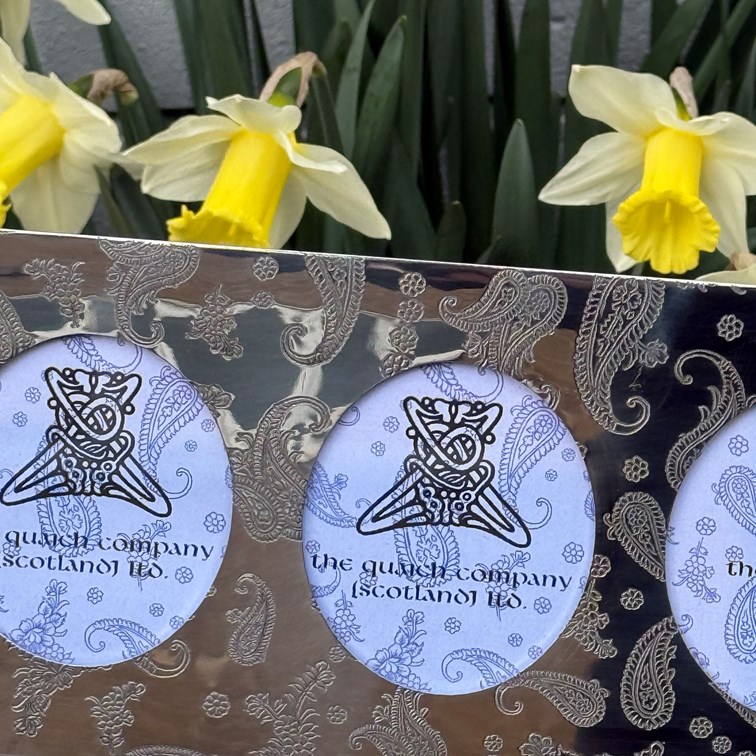 quaich company
[scotland] ltd.
the quaich company
[scotland] ltd.
the